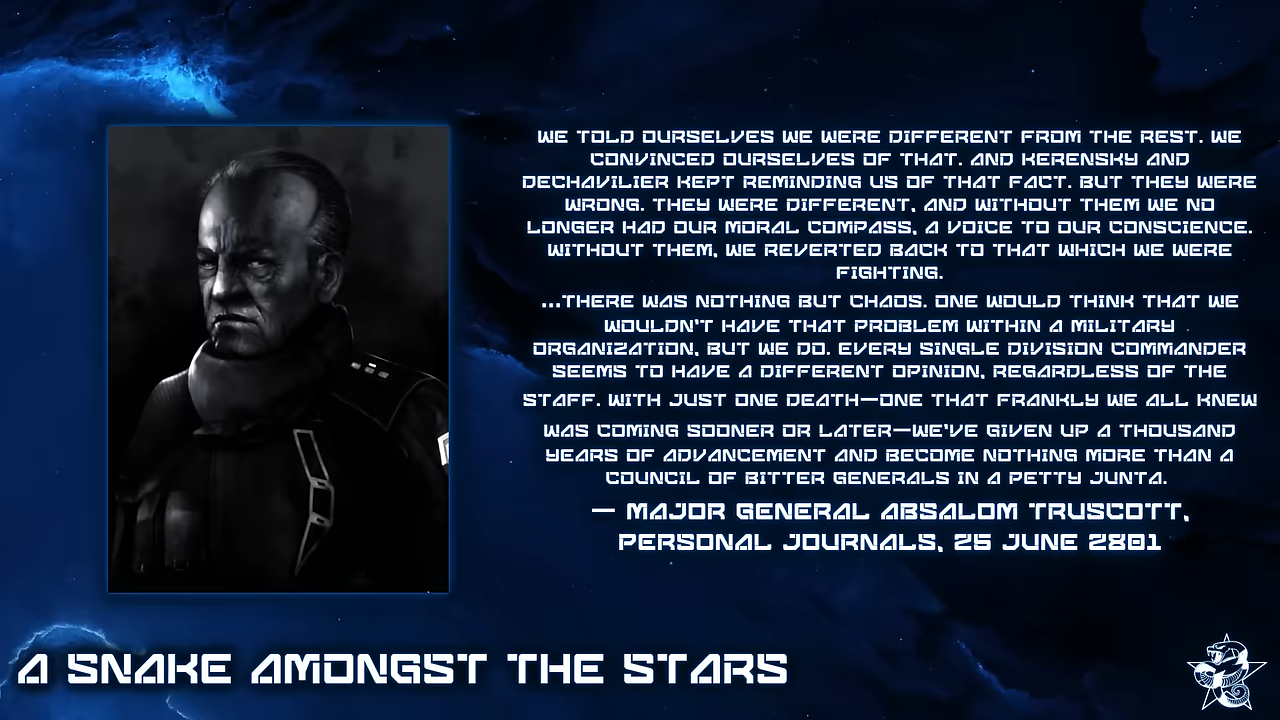 WE TOLD OURSELVES WE WERE DIFFERENT FROM THE REST. WE
CONVINCED OURSELVES OF THAT. AND KERENSKY AND
DECHAVILIER KEPT REMINDING US OF THAT FACT. BUT THEY WERE
WRONG. THEY WERE DIFFERENT, AND WITHOUT THEM WE NO
LONGER HAD OUR MORAL COMPASS, A VOICE TO OUR CONSCIENCE.
WITHOUT THEM, WE REVERTED BACK TO THAT WHICH WE WERE
FIGHTING.
...THERE WAS NOTHING BUT CHAOS. ONE WOULD THINK THAT WE
WOULDN'T HAVE THAT PROBLEM WITHIN A MILITARY
ORGANIZATION, BUT WE DO. EVERY SINGLE DIVISION COMMANDER
SEEMS TO HAVE A DIFFERENT OPINION, REGARDLESS OF THE
STAFF. WITH JUST ONE DEATH—ONE THAT FRANKLY WE ALL KNEW
WAS COMING SOONER OR LATER—WE'VE GIVEN UP A THOUSAND
YEARS OF ADVANCEMENT AND BECOME NOTHING MORE THAN A
COUNCIL OF BITTER GENERALS IN A PETTY JUNTA.
— MAJOR GENERAL ABSALOM TRUSCOTT,
PERSONAL JOURNALS, 25 JUNE 2801
A SNAKE AMONGST THE STARS